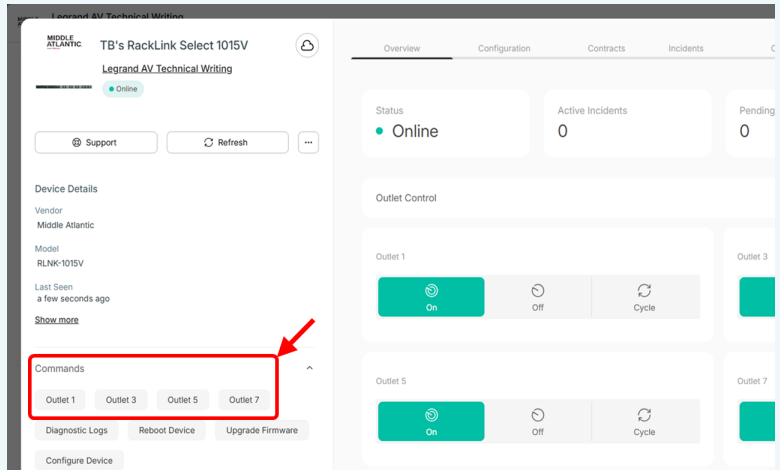 Legrand AV Technical Writing
MIDDLE
ATLANTIC
TB's RackLink Select 1015V
Legrand AV Technical Writing
Online
Support
Refresh
...
Device Details
Vendor
Middle Atlantic
Model
RLNK-1015V
Last Seen
a few seconds ago
Show more
Commands
Outlet 1 Outlet 3 Outlet 5 Outlet 7
Diagnostic Logs Reboot Device Upgrade Firmware
Configure Device
Overview Configuration Contracts Incidents
Status
Online
Active Incidents
0
Pending
0
Outlet Control
Outlet 1
On Off Cycle
Outlet 3
Outlet 5
On Off Cycle
Outlet 7